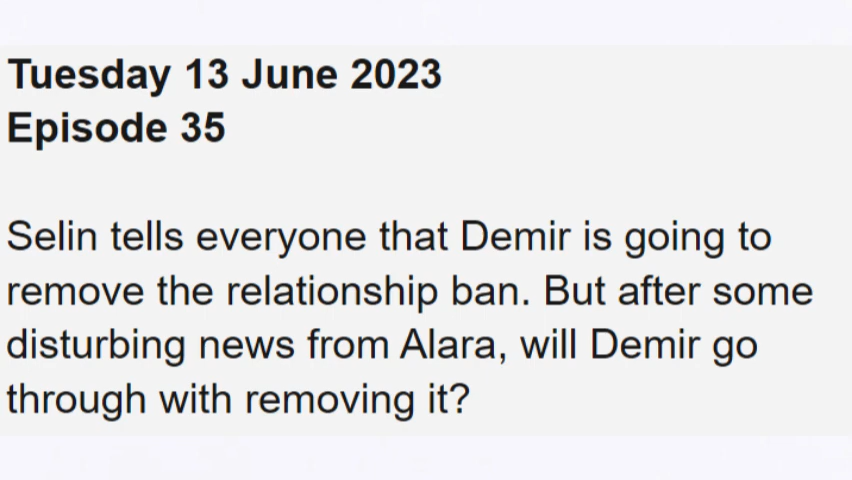 Tuesday 13 June 2023
Episode 35
Selin tells everyone that Demir is going to
remove the relationship ban. But after some
disturbing news from Alara, will Demir go
through with removing it?